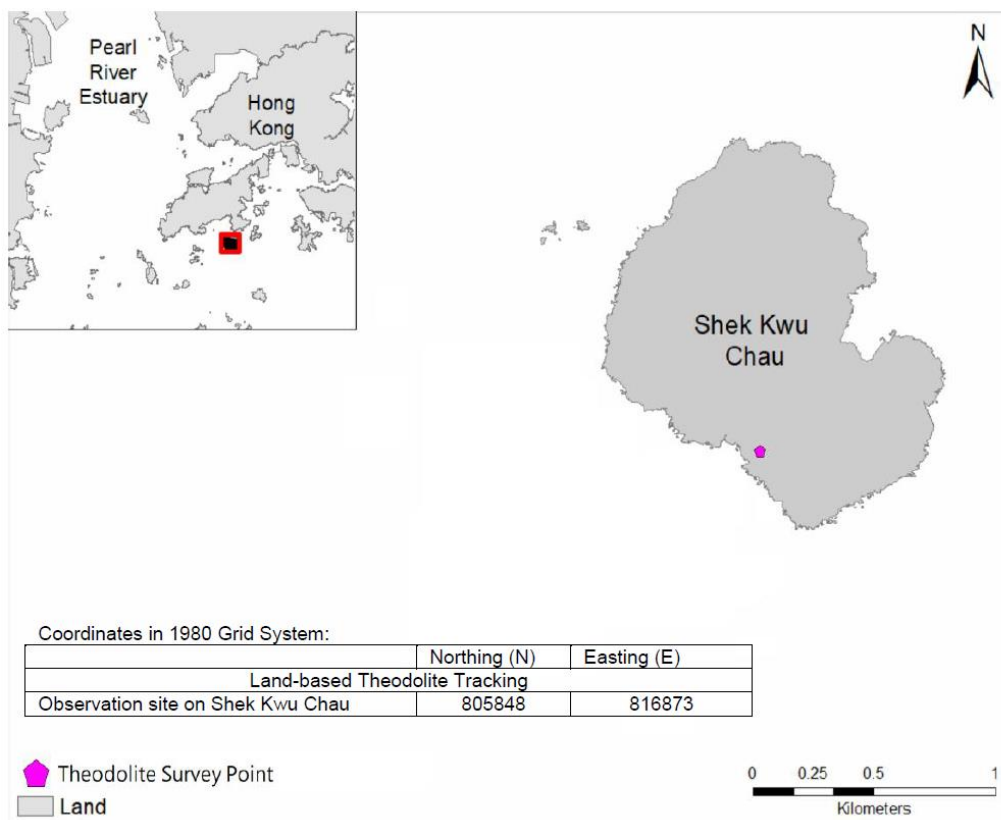 Pearl
River
Estuary
Hong
Kong
N
Shek Kwu
Chau
Coordinates in 1980 Grid System:
Northing (N) Easting (E)
Land-based Theodolite Tracking
Observation site on Shek Kwu Chau 805848 816873
Theodolite Survey Point
Land
0 0.25 0.5 1
Kilometers